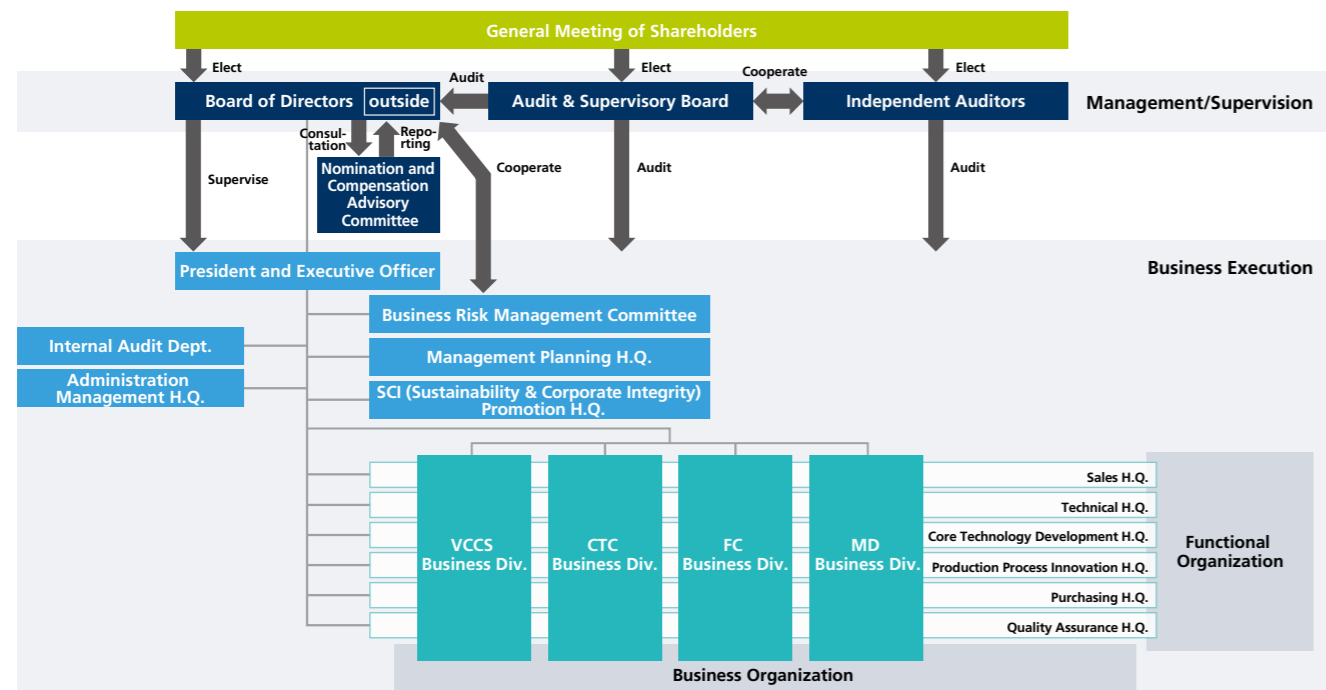 General Meeting of Shareholders
Elect
Elect
Elect
Audit
Cooperate
Board of Directors outside
Audit & Supervisory Board
Independent Auditors
Management/Supervision
Consul-
tation
Repo-
rting
Supervise
Nomination and
Compensation
Advisory
Committee
Cooperate
Audit
Audit
President and Executive Officer
Business Execution
Business Risk Management Committee
Internal Audit Dept.
Management Planning H.Q.
Administration
Management H.Q.
SCI (Sustainability & Corporate Integrity)
Promotion H.Q.
VCCS
Business Div.
CTC
Business Div.
FC
Business Div.
MD
Business Div.
Sales H.Q.
Technical H.Q.
Core Technology Development H.Q.
Production Process Innovation H.Q.
Purchasing H.Q.
Quality Assurance H.Q.
Functional
Organization
Business Organization